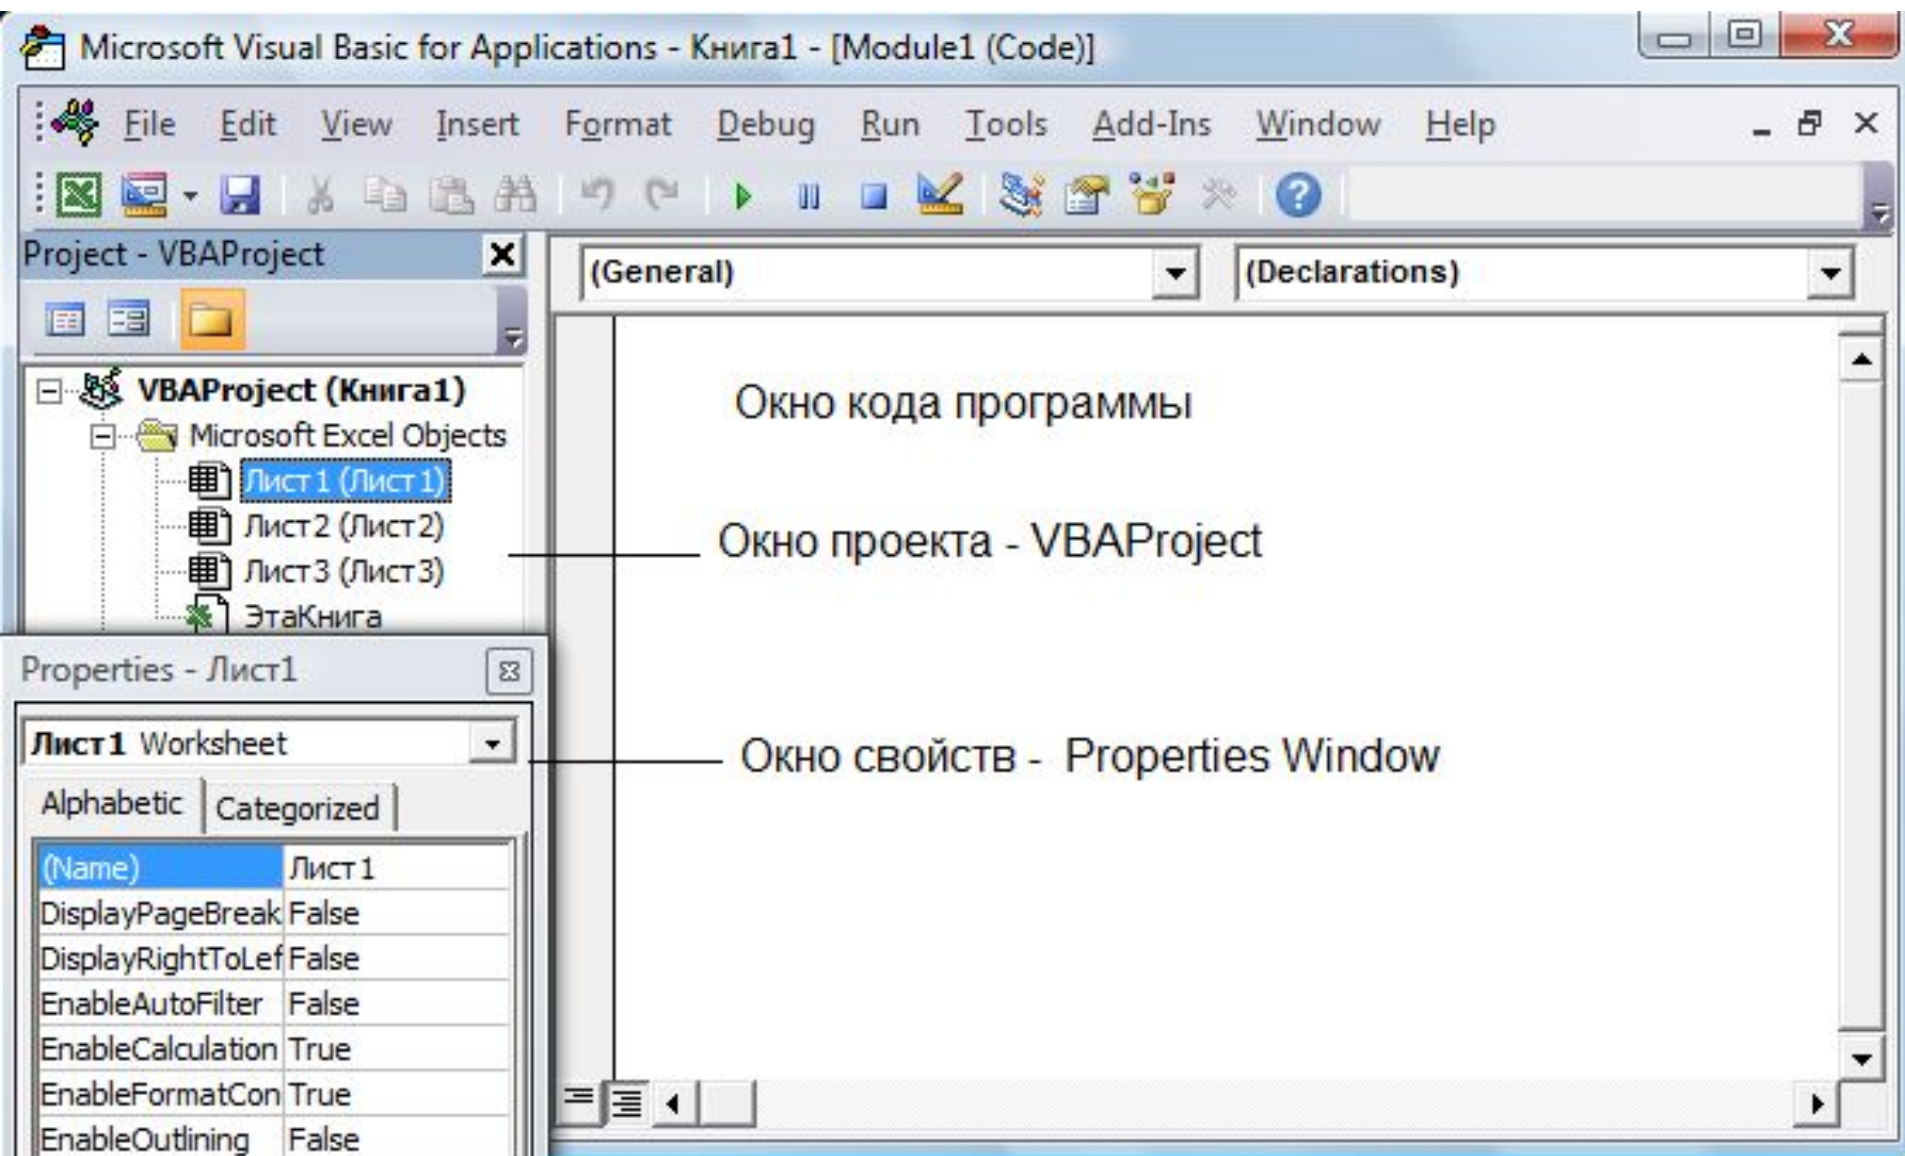 Microsoft Visual Basic for Applications - Книга1 - [Module1 (Code)]
File Edit View Insert Format Debug Run Tools Add-Ins Window Help
Project - VBAProject
(General) (Declarations)
VBAProject (Книга1)
Microsoft Excel Objects
Лист1 (Лист1)
Лист2 (Лист2)
Лист3 (Лист3)
ЭтаКнига
Окно кода программы
Окно проекта - VBAProject
Окно свойств - Properties Window
Properties - Лист1
Лист1 Worksheet
Alphabetic Categorized
(Name) Лист1
DisplayPageBreak False
DisplayRightToLef False
EnableAutoFilter False
EnableCalculation True
EnableFormatCon True
EnableOutlining False